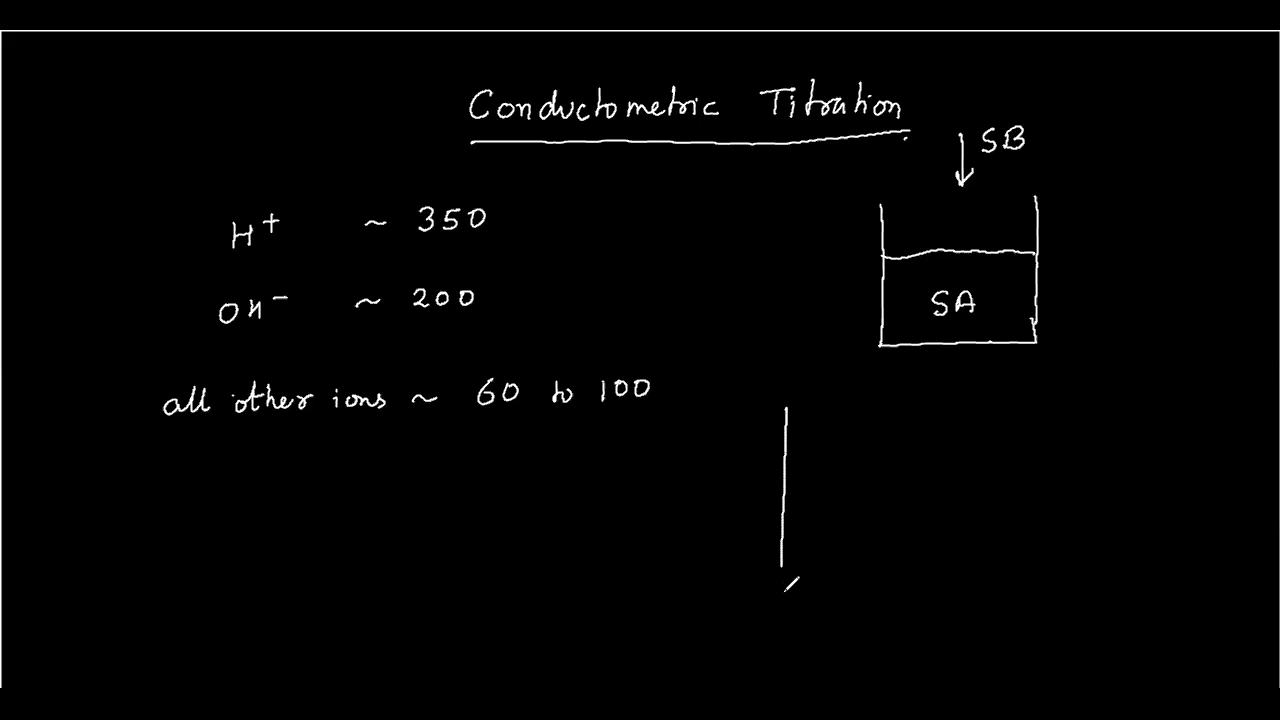 Conductometric Titration
SB
H+ ~ 350
OH− ~ 200
SA
all other ions ~ 60 to 100